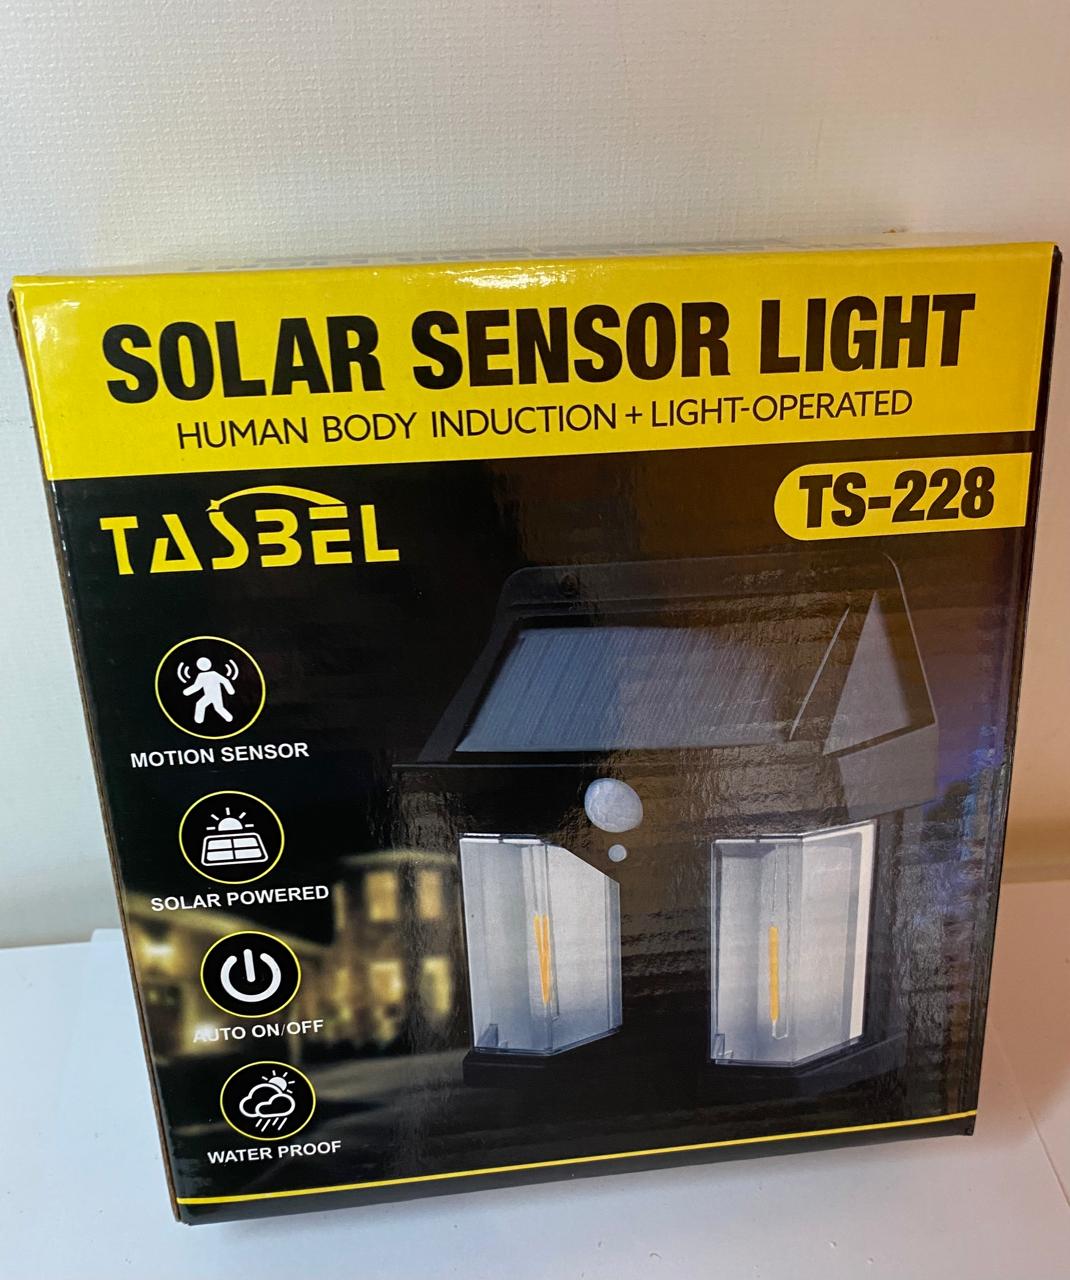 SOLAR SENSOR LIGHT
HUMAN BODY INDUCTION + LIGHT-OPERATED
TASBEL
TS-228
MOTION SENSOR
SOLAR POWERED
AUTO ON/OFF
WATER PROOF